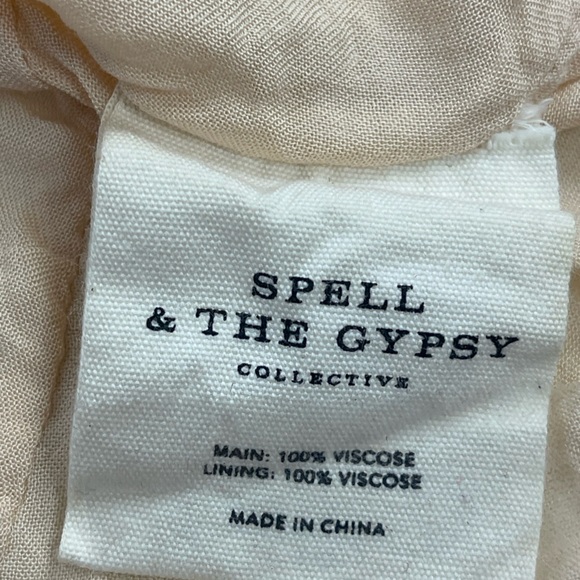 SPELL
& THE GYPSY
COLLECTIVE
MAIN: 100% VISCOSE
LINING: 100% VISCOSE
MADE IN CHINA